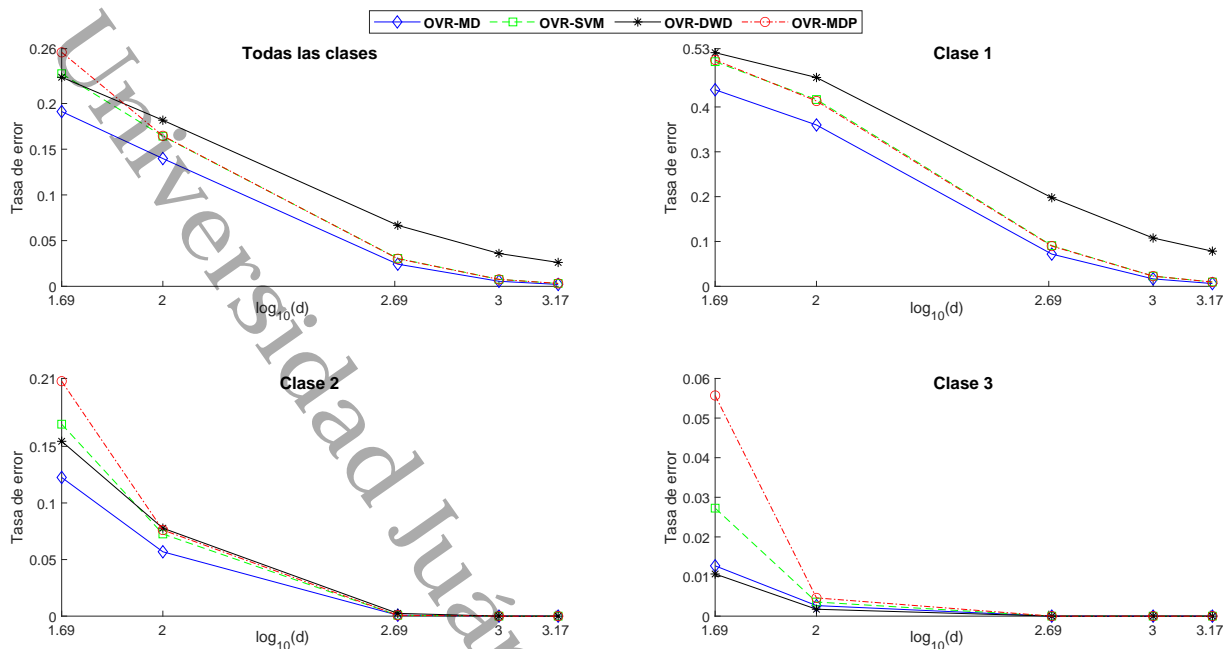 OVR-MD OVR-SVM OVR-DWD OVR-MDP
Todas las clases
0.26
0.2
0.15
0.1
0.05
0
Tasa de error
1.69 2 2.69 3 3.17
log10(d)
Clase 1
0.53
0.4
0.3
0.2
0.1
0
Tasa de error
1.69 2 2.69 3 3.17
log10(d)
Clase 2
0.21
0.15
0.1
0.05
0
Tasa de error
1.69 2 2.69 3 3.17
log10(d)
Clase 3
0.06
0.05
0.04
0.03
0.02
0.01
0
Tasa de error
1.69 2 2.69 3 3.17
log10(d)
Universidad Juár